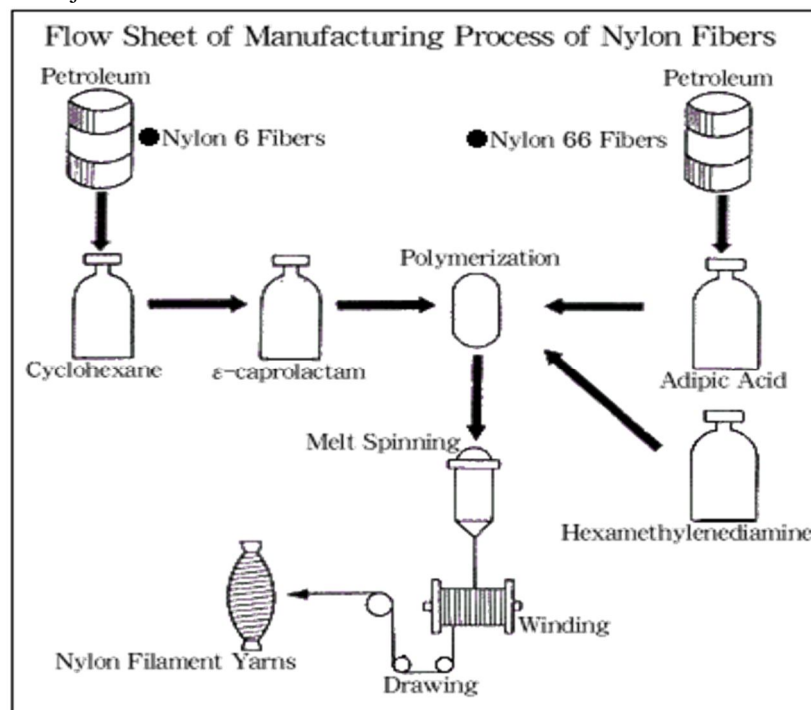 Flow Sheet of Manufacturing Process of Nylon Fibers
Petroleum
Petroleum
Nylon 6 Fibers
Nylon 66 Fibers
Polymerization
Cyclohexane
ε-caprolactam
Adipic Acid
Melt Spinning
Hexamethylenediamine
Winding
Nylon Filament Yarns
Drawing